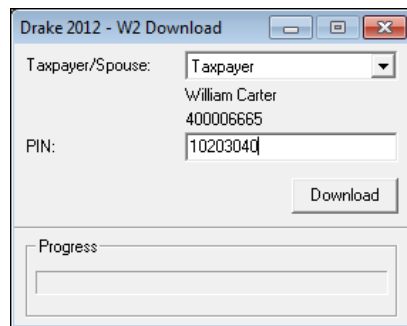 Drake 2012 - W2 Download
Taxpayer/Spouse: Taxpayer
William Carter
400006665
PIN: 10203040
Download
Progress